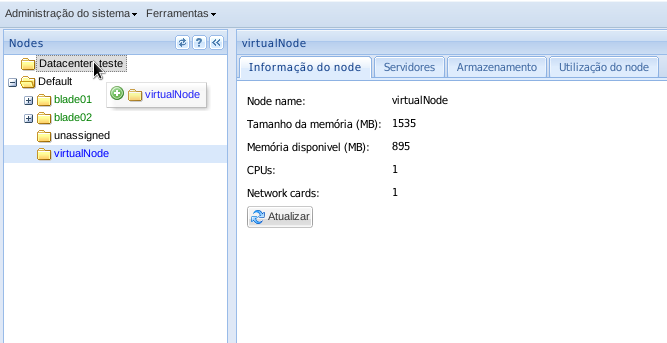 Administração do sistema Ferramentas
Nodes
Datacenter teste
Default
blade01
virtualNode
blade02
unassigned
virtualNode
virtualNode
Informação do node Servidores Armazenamento Utilização do node
Node name: virtualNode
Tamanho da memória (MB): 1535
Memória disponivel (MB): 895
CPUs: 1
Network cards: 1
Atualizar